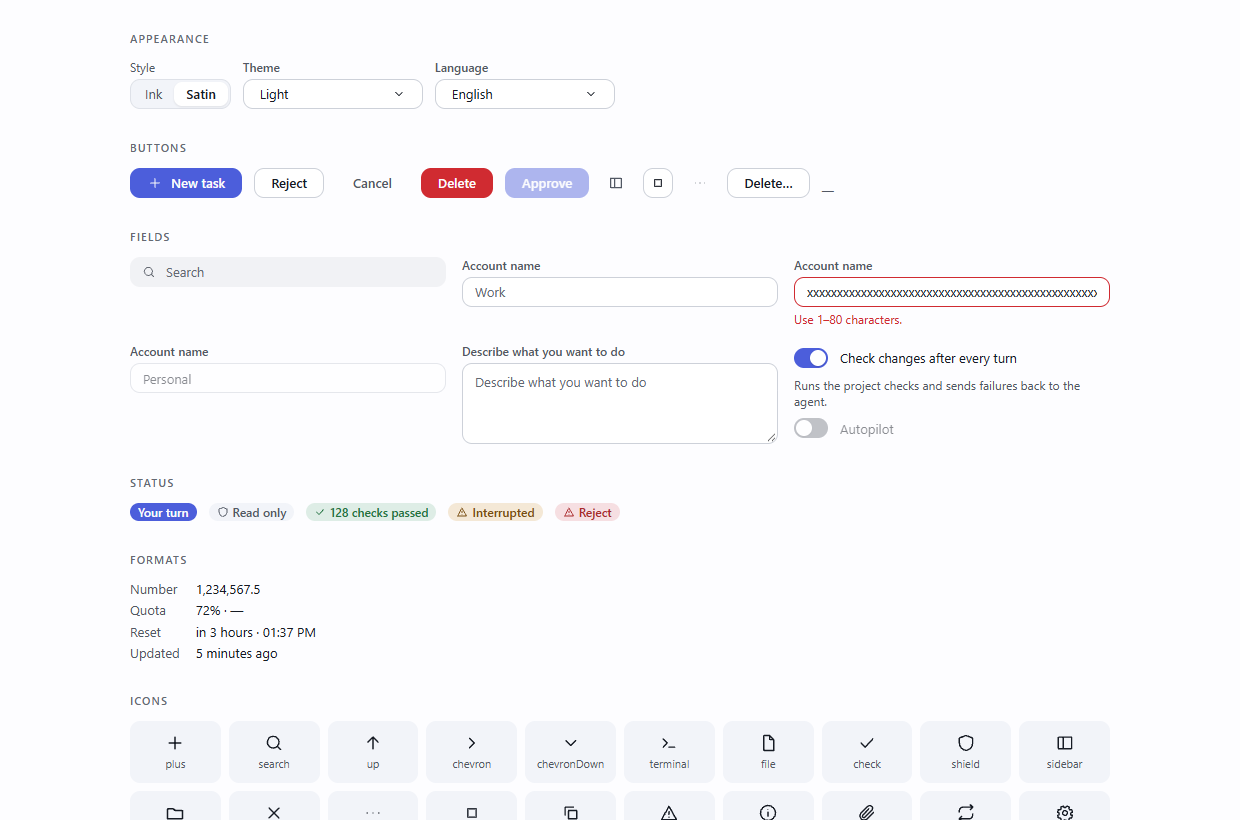 APPEARANCE
Style
Theme
Language
Ink
Satin
Light
English
BUTTONS
New task
Reject
Cancel
Delete
Approve
Delete...
FIELDS
Search
Account name
Work
Account name
Use 1–80 characters.
Account name
Personal
Describe what you want to do
Describe what you want to do
Check changes after every turn
Runs the project checks and sends failures back to the
agent.
Autopilot
STATUS
Your turn
Read only
128 checks passed
Interrupted
Reject
FORMATS
Number 1,234,567.5
Quota 72% · —
Reset in 3 hours · 01:37 PM
Updated 5 minutes ago
ICONS
plus
search
up
chevron
chevronDown
terminal
file
check
shield
sidebar